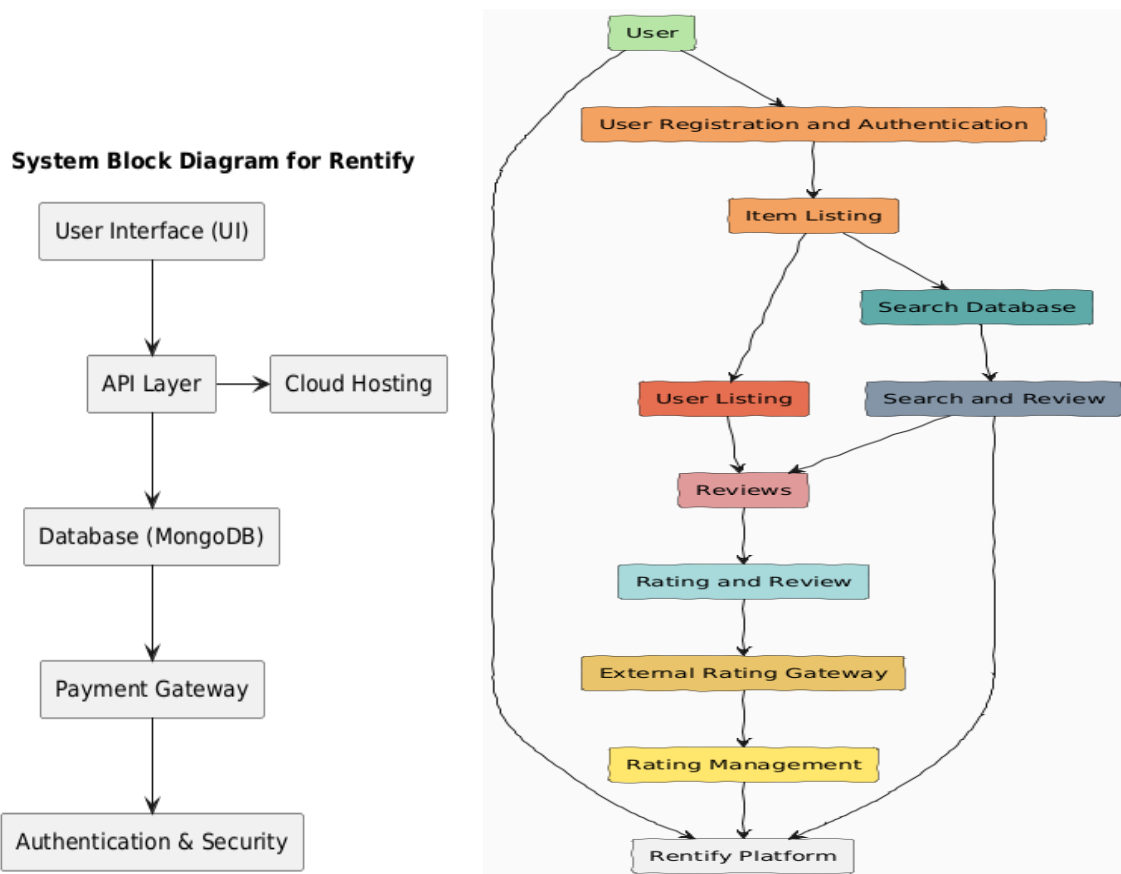 System Block Diagram for Rentify
User Interface (UI)
API Layer
Cloud Hosting
Database (MongoDB)
Payment Gateway
Authentication & Security
User
User Registration and Authentication
Item Listing
Search Database
User Listing
Search and Review
Reviews
Rating and Review
External Rating Gateway
Rating Management
Rentify Platform